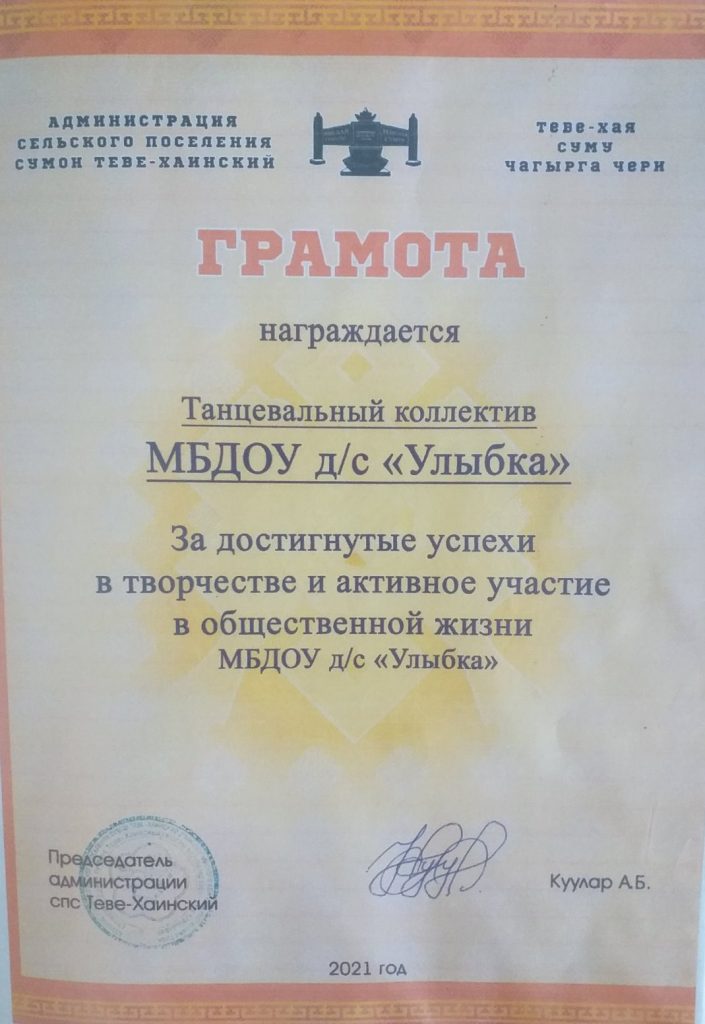 АДМИНИСТРАЦИЯ
СЕЛЬСКОГО ПОСЕЛЕНИЯ
СУМОН ТЕВЕ-ХАИНСКИЙ
ТЕВЕ-ХАЯ
СУМУ
ЧАГЫРГА ЧЕРИ
ГРАМОТА
награждается
Танцевальный коллектив
МБДОУ д/с «Улыбка»
За достигнутые успехи
в творчестве и активное участие
в общественной жизни
МБДОУ д/с «Улыбка»
Председатель
администрации
спс Теве-Хаинский
Куулар А.Б.
2021 год